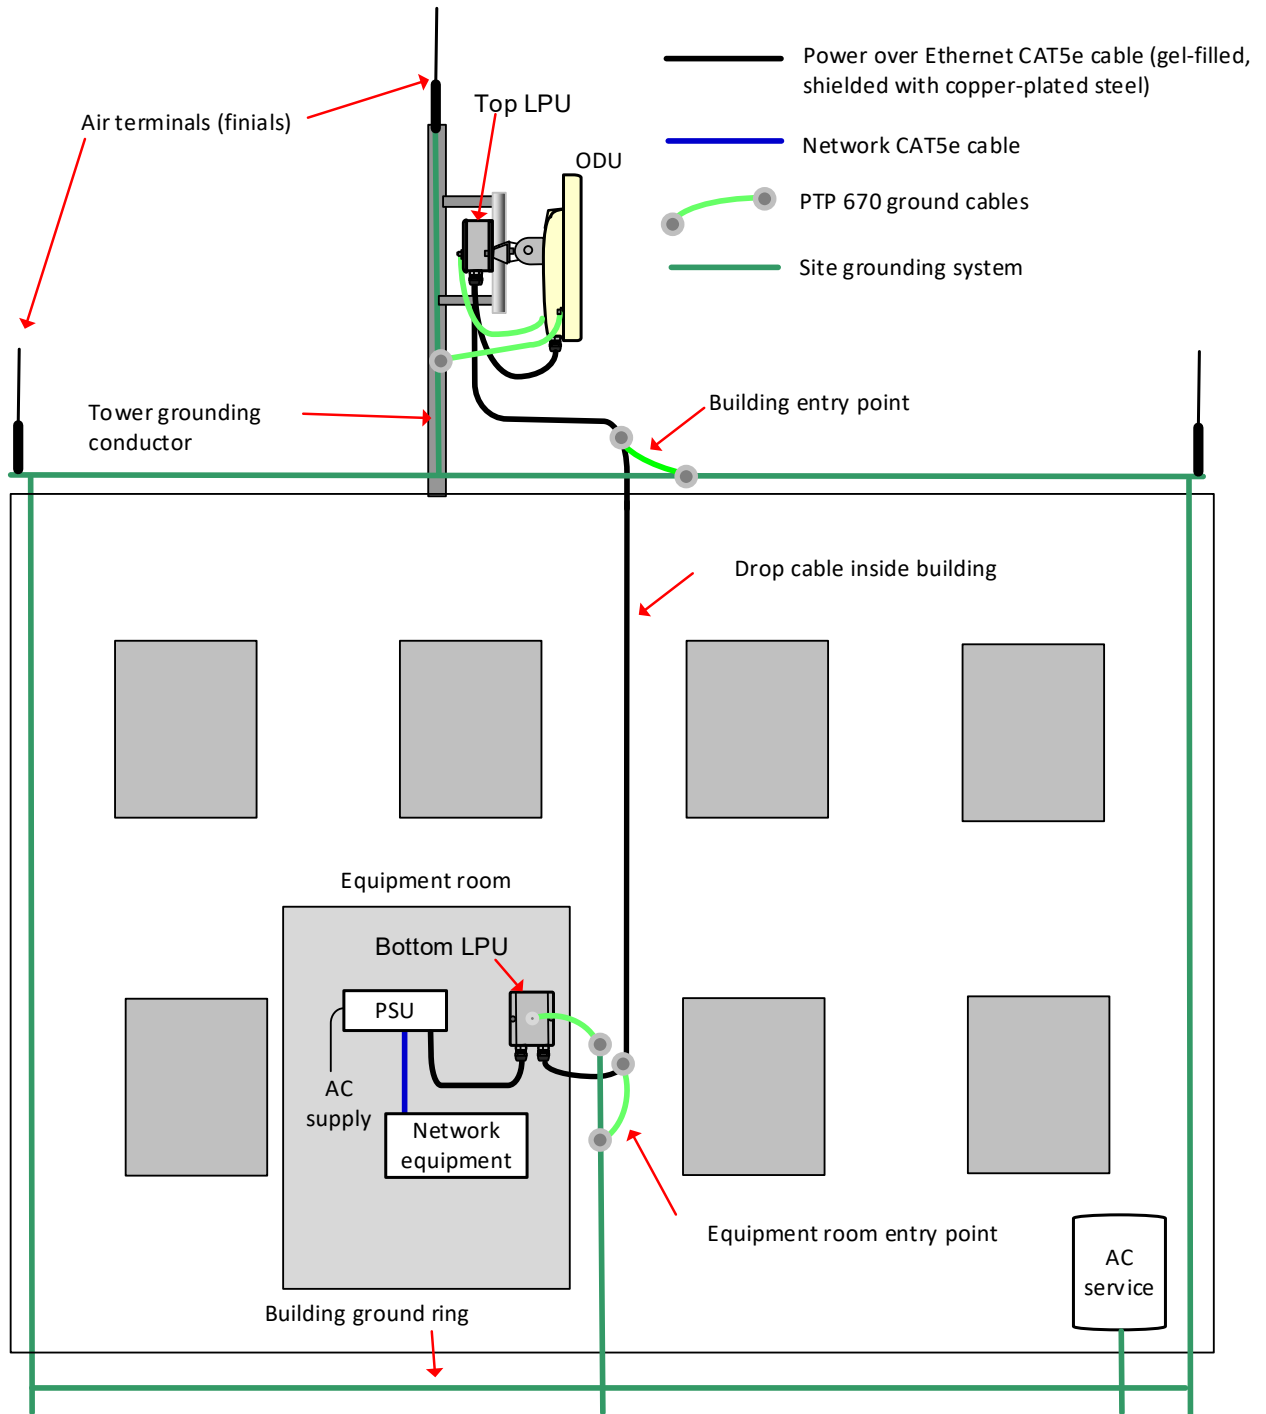 Power over Ethernet CAT5e cable (gel-filled,
shielded with copper-plated steel)
Top LPU
Air terminals (finials)
Network CAT5e cable
ODU
PTP 670 ground cables
Site grounding system
Building entry point
Tower grounding
conductor
Drop cable inside building
Equipment room
Bottom LPU
PSU
AC
supply
Network
equipment
Equipment room entry point
AC
service
Building ground ring